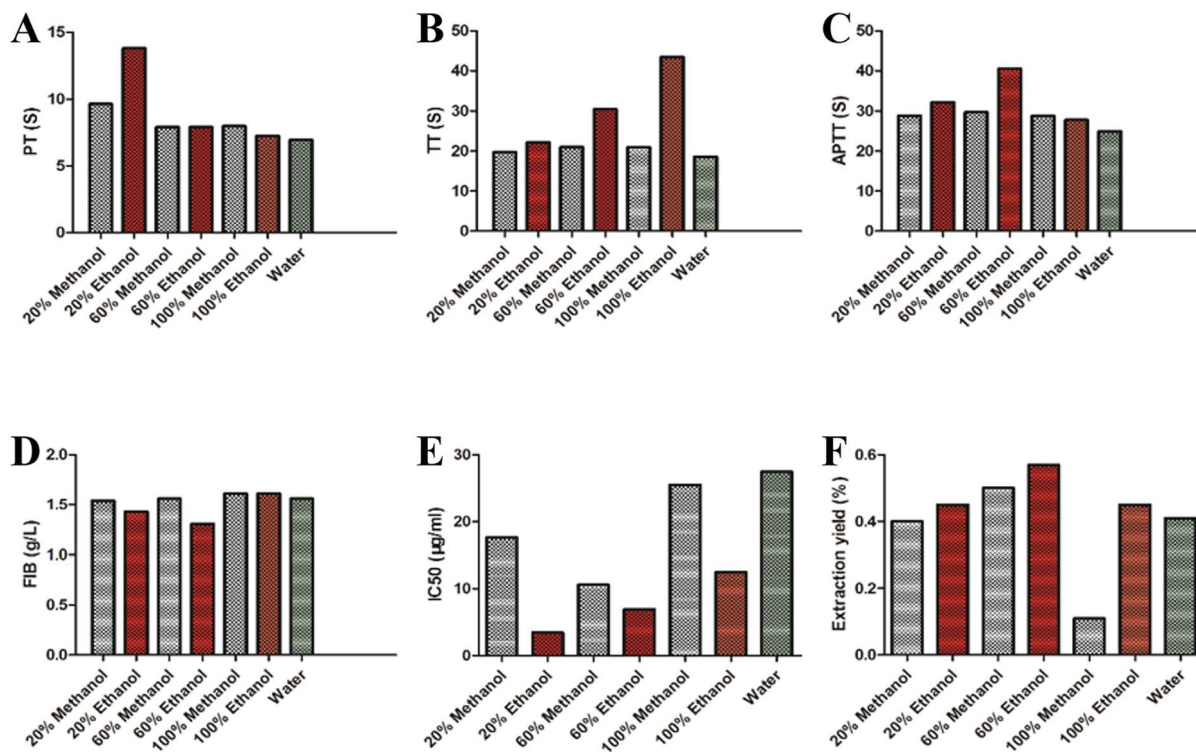 A
PT (S)
15
10
5
0
20% Methanol
20% Ethanol
60% Methanol
60% Ethanol
100% Methanol
100% Ethanol
Water
B
TT (S)
50
40
30
20
10
0
20% Methanol
20% Ethanol
60% Methanol
60% Ethanol
100% Methanol
100% Ethanol
Water
C
APTT (S)
50
40
30
20
10
0
20% Methanol
20% Ethanol
60% Methanol
60% Ethanol
100% Methanol
100% Ethanol
Water
D
FIB (g/L)
2.0
1.5
1.0
0.5
0.0
20% Methanol
20% Ethanol
60% Methanol
60% Ethanol
100% Methanol
100% Ethanol
Water
E
IC50 (μg/ml)
30
20
10
0
20% Methanol
20% Ethanol
60% Methanol
60% Ethanol
100% Methanol
100% Ethanol
Water
F
Extraction yield (%)
0.6
0.4
0.2
0.0
20% Methanol
20% Ethanol
60% Methanol
60% Ethanol
100% Methanol
100% Ethanol
Water